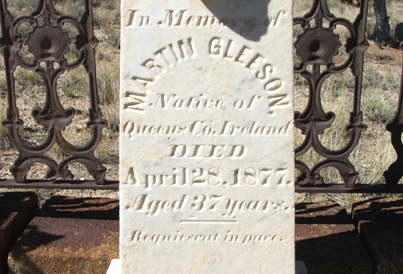 In Memory of
MARTIN GLEESON,
Native of
Queens Co. Ireland
DIED
April 28, 1877.
Aged 37 years.
Requiescat in pace.